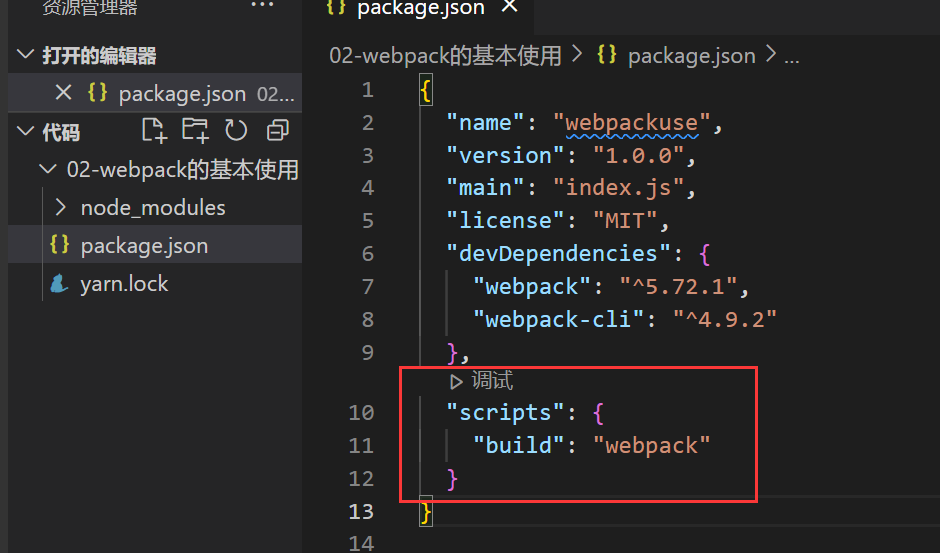 资源管理器
...
打开的编辑器
package.json 02...
代码
02-webpack的基本使用
node_modules
package.json
yarn.lock
package.json
02-webpack的基本使用 > {} package.json > ...
1 {
2 "name": "webpackuse",
3 "version": "1.0.0",
4 "main": "index.js",
5 "license": "MIT",
6 "devDependencies": {
7 "webpack": "^5.72.1",
8 "webpack-cli": "^4.9.2"
9 },
调试
10 "scripts": {
11 "build": "webpack"
12 }
13 }
14